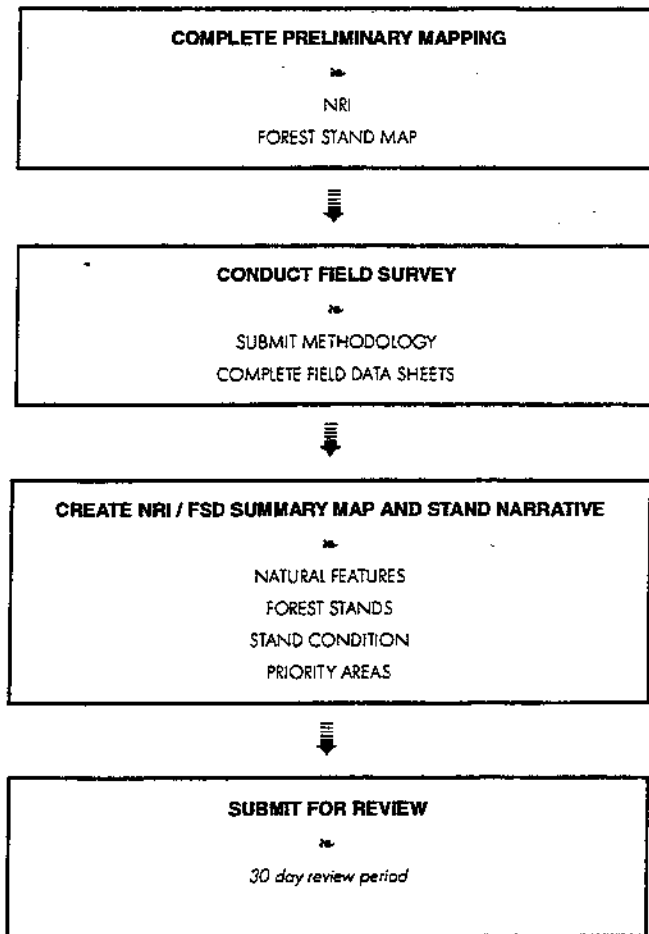 COMPLETE PRELIMINARY MAPPING
NRI
FOREST STAND MAP
CONDUCT FIELD SURVEY
SUBMIT METHODOLOGY
COMPLETE FIELD DATA SHEETS
CREATE NRI / FSD SUMMARY MAP AND STAND NARRATIVE
NATURAL FEATURES
FOREST STANDS
STAND CONDITION
PRIORITY AREAS
SUBMIT FOR REVIEW
30 day review period